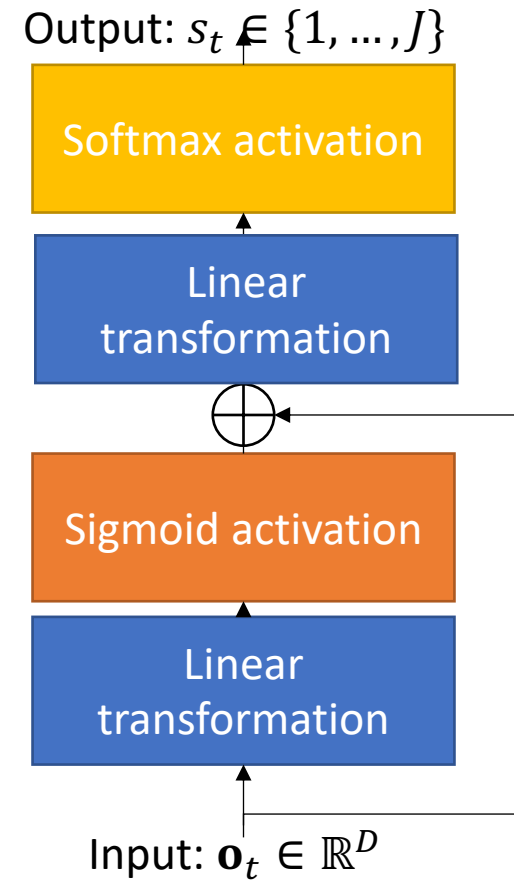 Output: s_t ∈ {1, …, J}
Softmax activation
Linear
transformation
Sigmoid activation
Linear
transformation
Input: 𝐨_t ∈ ℝ^D